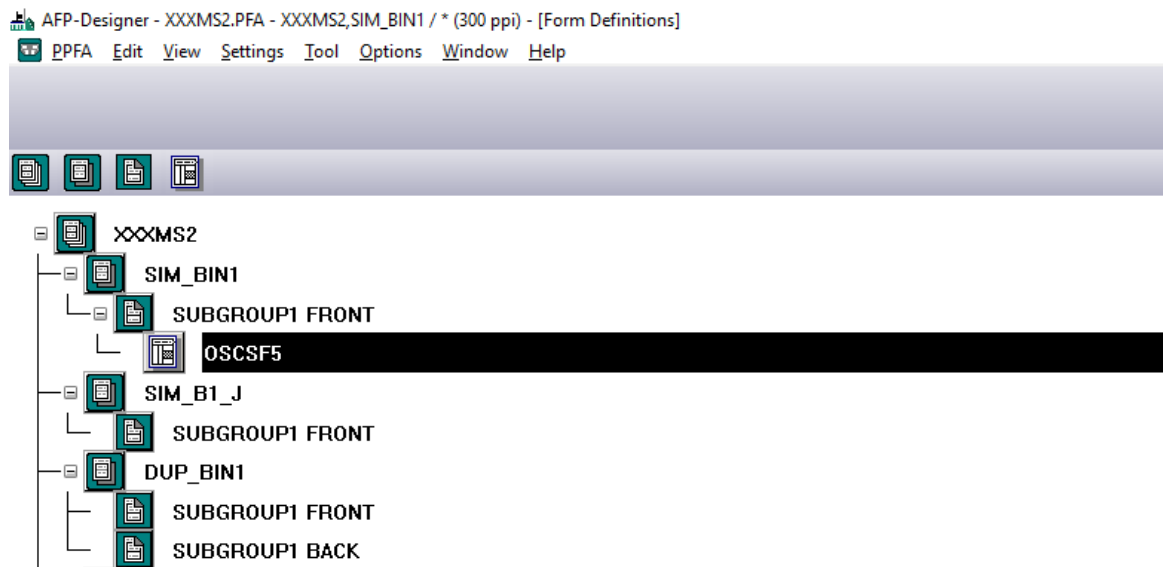 AFP-Designer - XXXMS2.PFA - XXXMS2,SIM_BIN1 / * (300 ppi) - [Form Definitions]
PPFA Edit View Settings Tool Options Window Help
XXXMS2
SIM_BIN1
SUBGROUP1 FRONT
OSCSF5
SIM_B1_J
SUBGROUP1 FRONT
DUP_BIN1
SUBGROUP1 FRONT
SUBGROUP1 BACK